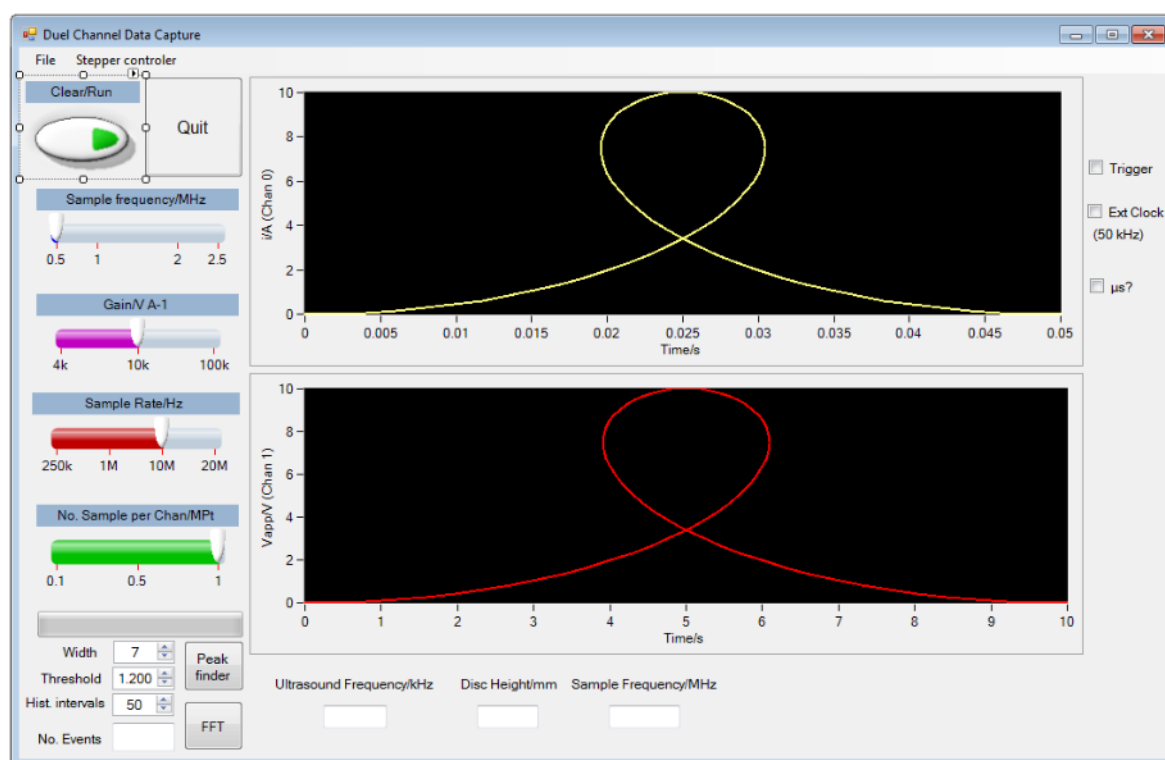 Duel Channel Data Capture
File Stepper controler
Clear/Run
Quit
Sample frequency/MHz
0.5 1 2 2.5
Gain/V A-1
4k 10k 100k
Sample Rate/Hz
250k 1M 10M 20M
No. Sample per Chan/MPt
0.1 0.5 1
Width 7
Threshold 1.200
Hist. intervals 50
No. Events
Peak
finder
FFT
i/A (Chan 0)
10
8
6
4
2
0
0 0.005 0.01 0.015 0.02 0.025 0.03 0.035 0.04 0.045 0.05
Time/s
Vapp/V (Chan 1)
10
8
6
4
2
0
0 1 2 3 4 5 6 7 8 9 10
Time/s
Ultrasound Frequency/kHz Disc Height/mm Sample Frequency/MHz
Trigger
Ext Clock
(50 kHz)
µs?